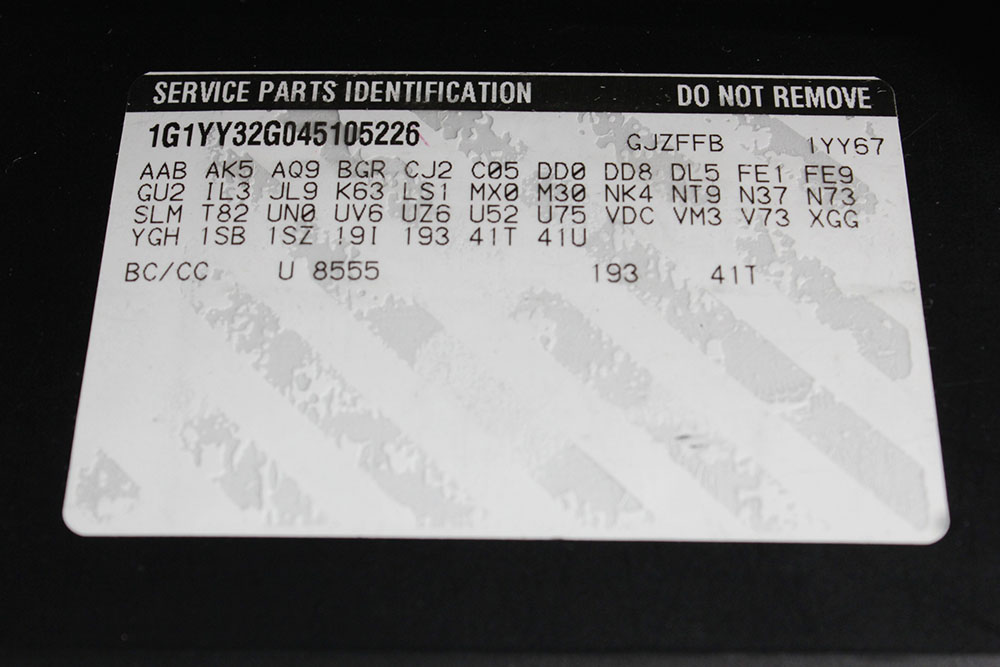 SERVICE PARTS IDENTIFICATION DO NOT REMOVE
1G1YY32G045105226 GJZFFB 1YY67
AAB AK5 AQ9 BGR CJ2 C05 DD0 DD8 DL5 FE1 FE9
GU2 IL3 JL9 K63 LS1 MX0 M30 NK4 NT9 N37 N73
SLM T82 UN0 UV6 UZ6 U52 U75 VDC VM3 V73 XGG
YGH 1SB 1SZ 19I 193 41T 41U
BC/CC U 8555 193 41T